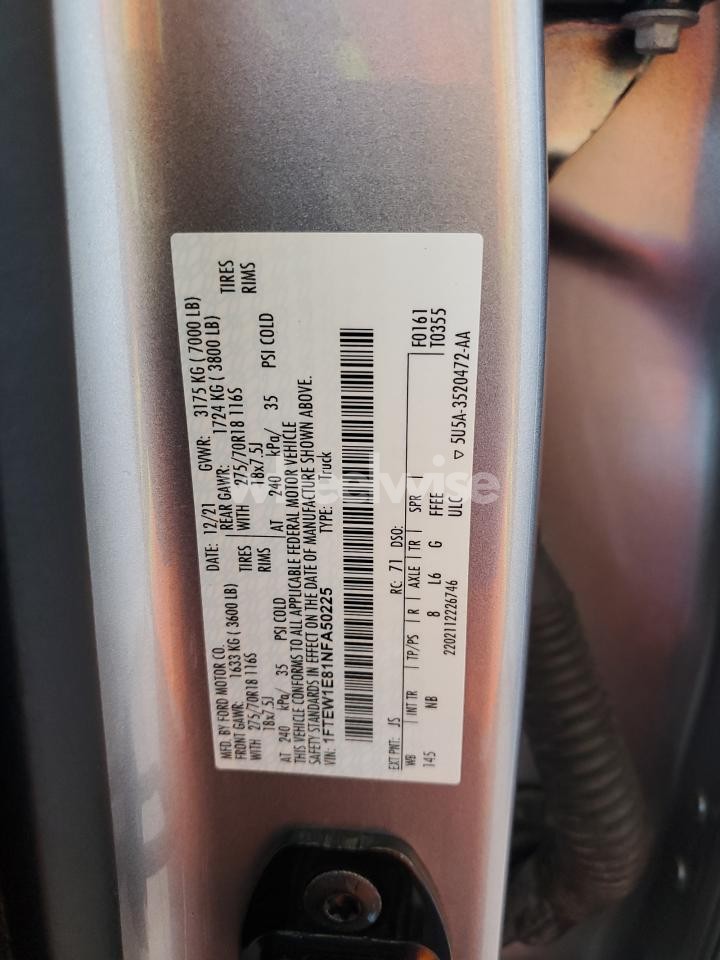 MFD. BY FORD MOTOR CO.
DATE: 12/21 GVWR: 3175 KG ( 7000 LB)
FRONT GAWR: 1633 KG ( 3600 LB) REAR GAWR: 1724 KG ( 3800 LB)
WITH 275/70R18 116S TIRES WITH 275/70R18 116S TIRES
18x7.5J RIMS 18x7.5J RIMS
AT 240 kPa/ 35 PSI COLD AT 240 kPa/ 35 PSI COLD
THIS VEHICLE CONFORMS TO ALL APPLICABLE FEDERAL MOTOR VEHICLE
SAFETY STANDARDS IN EFFECT ON THE DATE OF MANUFACTURE SHOWN ABOVE.
VIN: 1FTEW1E81NFA50225 TYPE: Truck
EXT PNT: JS RC: 71 DSO: F0161
WB INT TR TP/PS R AXLE TR SPR T0355
145 NB 8 L6 G FFEE
2202112226746 ULC ▽ 5U5A-3520472-AA
wheelwise